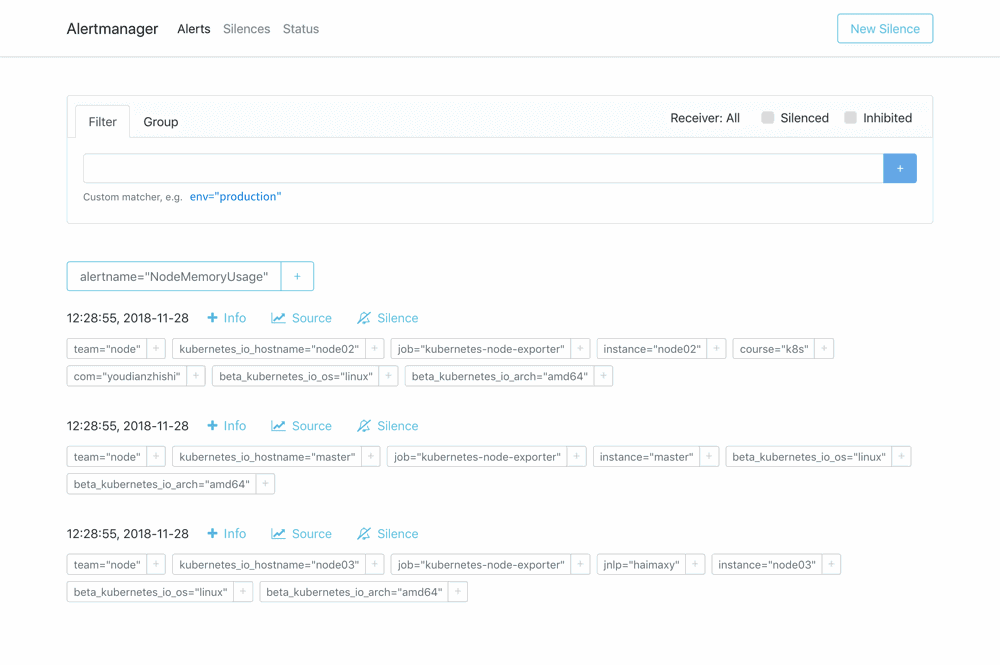 Alertmanager Alerts Silences Status New Silence
Filter Group Receiver: All Silenced Inhibited
+
Custom matcher, e.g. env="production"
alertname="NodeMemoryUsage" +
12:28:55, 2018-11-28 + Info Source Silence
team="node" + kubernetes_io_hostname="node02" + job="kubernetes-node-exporter" + instance="node02" + course="k8s" +
com="youdianzhishi" + beta_kubernetes_io_os="linux" + beta_kubernetes_io_arch="amd64" +
12:28:55, 2018-11-28 + Info Source Silence
team="node" + kubernetes_io_hostname="master" + job="kubernetes-node-exporter" + instance="master" + beta_kubernetes_io_os="linux" +
beta_kubernetes_io_arch="amd64" +
12:28:55, 2018-11-28 + Info Source Silence
team="node" + kubernetes_io_hostname="node03" + job="kubernetes-node-exporter" + jnlp="haimaxy" + instance="node03" +
beta_kubernetes_io_os="linux" + beta_kubernetes_io_arch="amd64" +